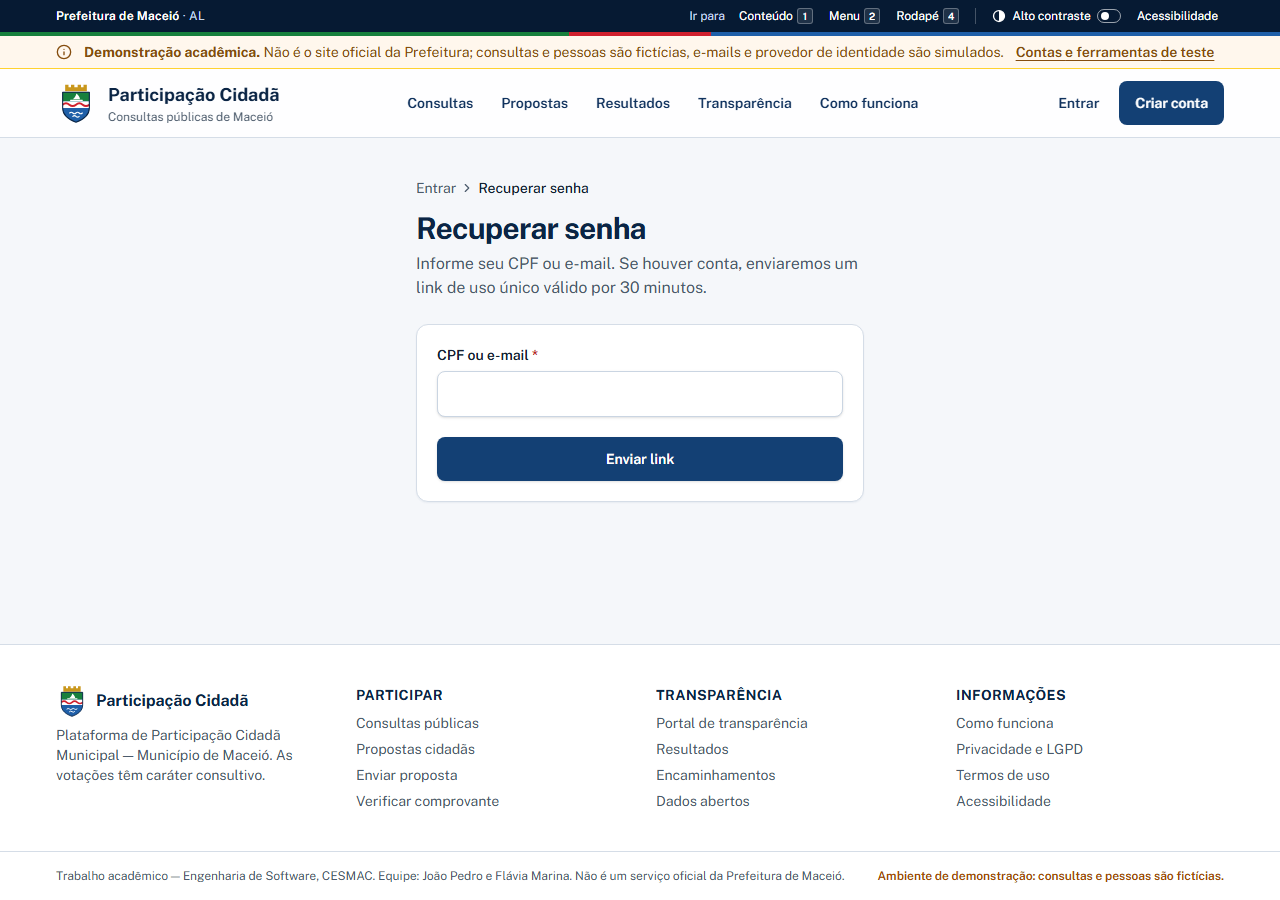 Prefeitura de Maceió · AL
Ir para Conteúdo 1 Menu 2 Rodapé 4 Alto contraste Acessibilidade
Demonstração acadêmica. Não é o site oficial da Prefeitura; consultas e pessoas são fictícias, e-mails e provedor de identidade são simulados. Contas e ferramentas de teste
Participação Cidadã
Consultas públicas de Maceió
Consultas Propostas Resultados Transparência Como funciona
Entrar Criar conta
Entrar > Recuperar senha
Recuperar senha
Informe seu CPF ou e-mail. Se houver conta, enviaremos um
link de uso único válido por 30 minutos.
CPF ou e-mail *
Enviar link
Participação Cidadã
Plataforma de Participação Cidadã
Municipal — Município de Maceió. As
votações têm caráter consultivo.
PARTICIPAR
Consultas públicas
Propostas cidadãs
Enviar proposta
Verificar comprovante
TRANSPARÊNCIA
Portal de transparência
Resultados
Encaminhamentos
Dados abertos
INFORMAÇÕES
Como funciona
Privacidade e LGPD
Termos de uso
Acessibilidade
Trabalho acadêmico — Engenharia de Software, CESMAC. Equipe: João Pedro e Flávia Marina. Não é um serviço oficial da Prefeitura de Maceió.
Ambiente de demonstração: consultas e pessoas são fictícias.